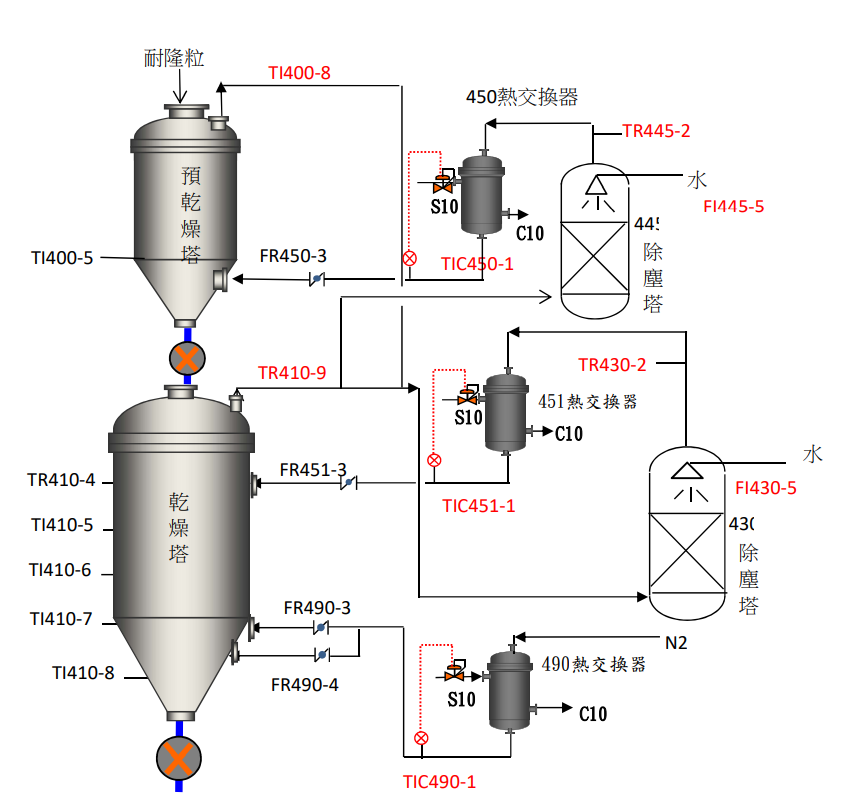 耐隆粒
TI400-8
450熱交換器
TR445-2
水
FI445-5
預乾燥塔
S10
C10
445
除塵塔
TI400-5
FR450-3
TIC450-1
TR410-9
TR430-2
451熱交換器
S10
C10
水
FR451-3
TR410-4
FI430-5
TIC451-1
乾燥塔
TI410-5
430
除塵塔
TI410-6
FR490-3
TI410-7
N2
490熱交換器
TI410-8
FR490-4
S10
C10
TIC490-1